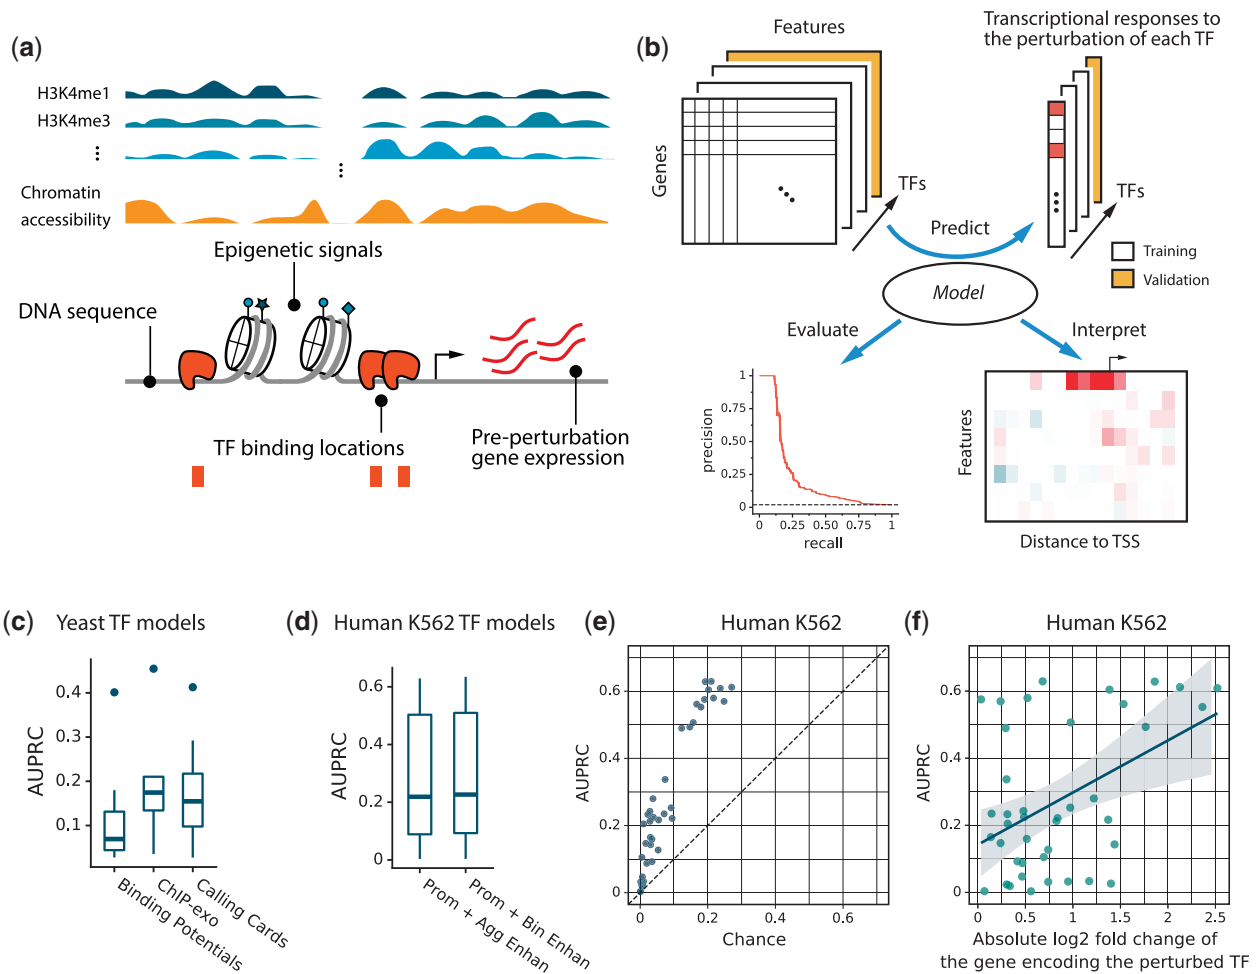 (a)
H3K4me1
H3K4me3
Chromatin
accessibility
Epigenetic signals
DNA sequence
TF binding locations
Pre-perturbation
gene expression
(b)
Features
Transcriptional responses to
the perturbation of each TF
Genes
TFs
TFs
Predict
Training
Validation
Model
Evaluate
Interpret
1
0.75
0.50
0.25
0
precision
0
0.25
0.50
0.75
1
recall
Features
Distance to TSS
(c) Yeast TF models
AUPRC
0.4
0.3
0.2
0.1
Binding Potentials
ChIP-exo
Calling Cards
(d) Human K562 TF models
AUPRC
0.6
0.4
0.2
0
Prom + Agg Enhan
Prom + Bin Enhan
(e) Human K562
AUPRC
0.6
0.4
0.2
0
0
0.2
0.4
0.6
Chance
(f) Human K562
AUPRC
0.6
0.4
0.2
0
0
0.5
1
1.5
2
2.5
Absolute log2 fold change of
the gene encoding the perturbed TF